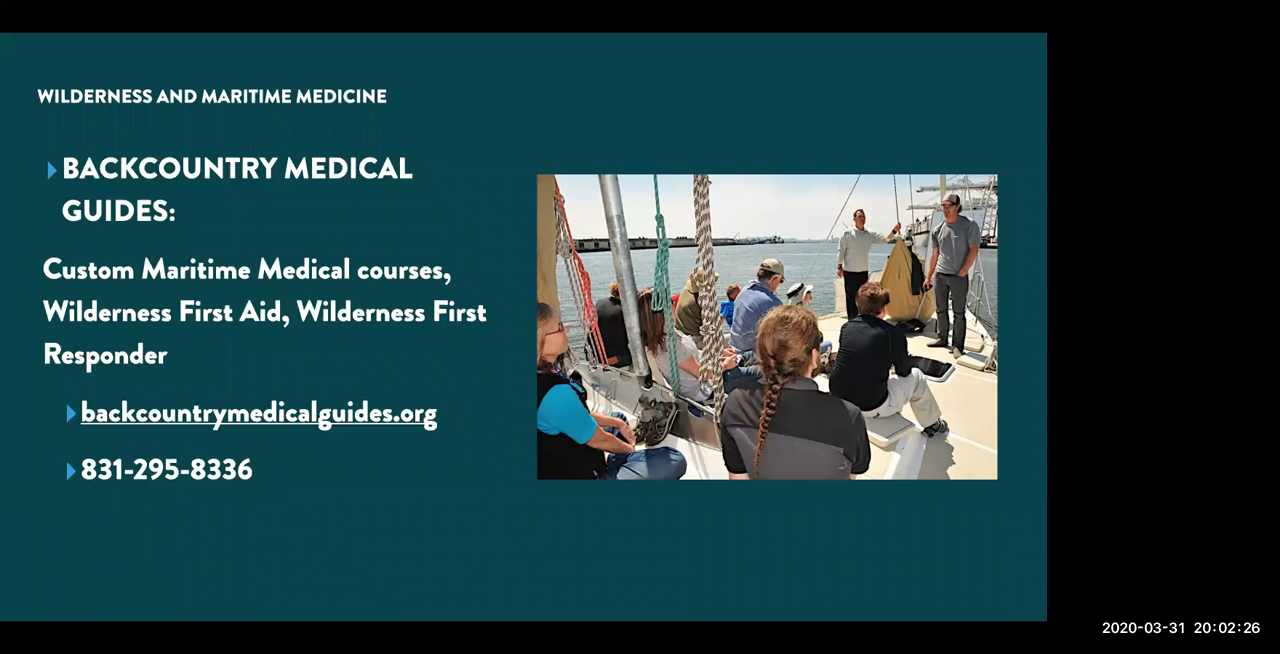 WILDERNESS AND MARITIME MEDICINE
BACKCOUNTRY MEDICAL
GUIDES:
Custom Maritime Medical courses,
Wilderness First Aid, Wilderness First
Responder
backcountrymedicalguides.org
831-295-8336
2020-03-31 20:02:26